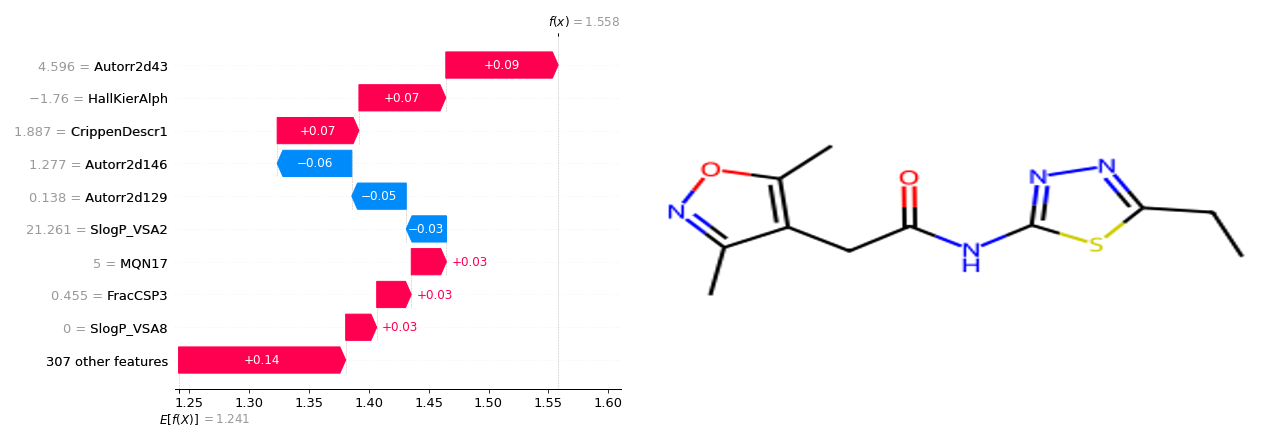 f(x) = 1.558
4.596 = Autorr2d43
+0.09
−1.76 = HallKierAlph
+0.07
1.887 = CrippenDescr1
+0.07
1.277 = Autorr2d146
−0.06
0.138 = Autorr2d129
−0.05
21.261 = SlogP_VSA2
−0.03
5 = MQN17
+0.03
0.455 = FracCSP3
+0.03
0 = SlogP_VSA8
+0.03
307 other features
+0.14
1.25 1.30 1.35 1.40 1.45 1.50 1.55 1.60
E[f(X)] = 1.241
O
N
O
N
H
N
N
S